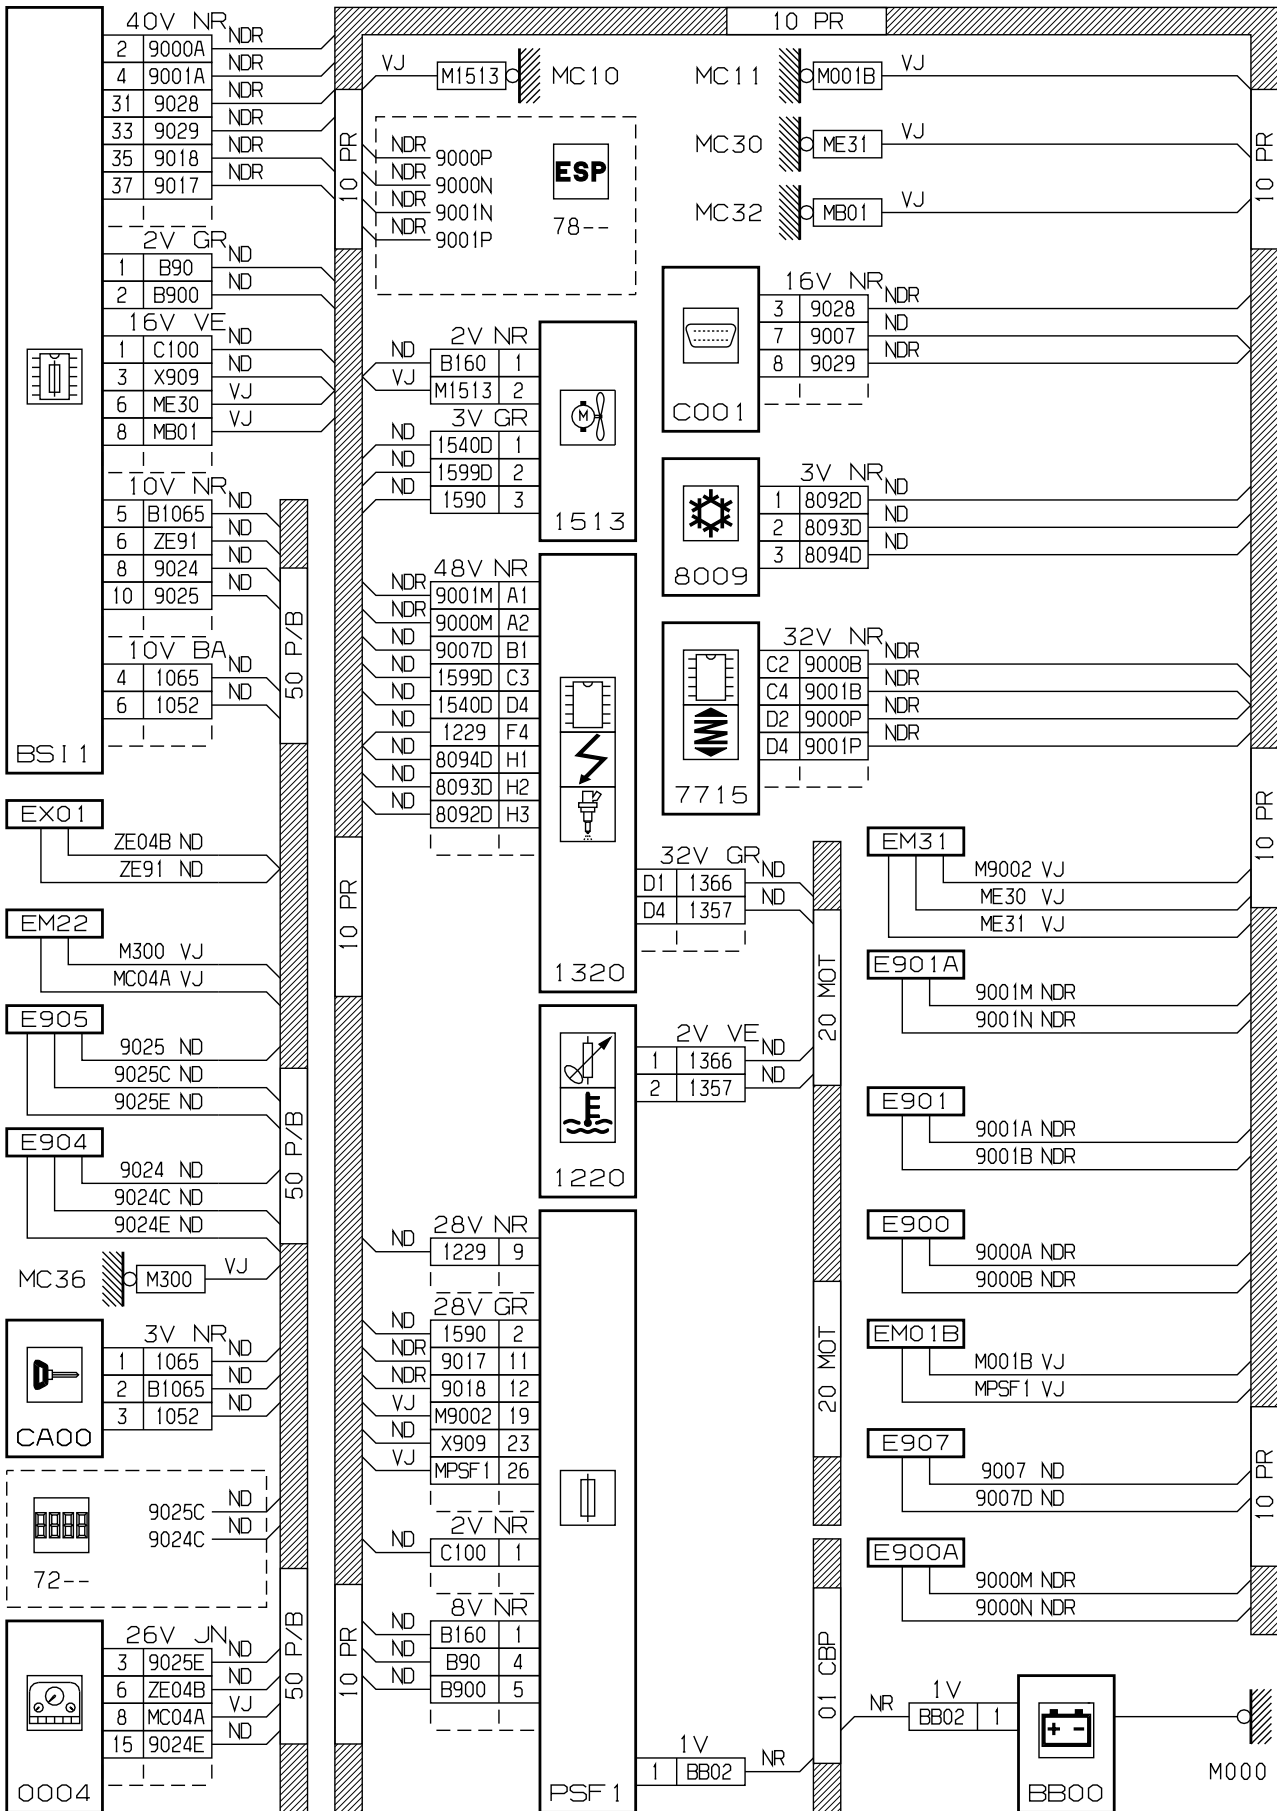 10 PR
40V NR
2 9000A NDR
4 9001A NDR
31 9028 NDR
33 9029 NDR
35 9018 NDR
37 9017 NDR
2V GR
1 B90 ND
2 B900 ND
16V VE
1 C100 ND
3 X909 ND
6 ME30 VJ
8 MB01 VJ
10V NR
5 B1065 ND
6 ZE91 ND
8 9024 ND
10 9025 ND
10V BA
4 1065 ND
6 1052 ND
BSI1
50 P/B
EX01
ZE04B ND
ZE91 ND
EM22
M300 VJ
MC04A VJ
E905
9025 ND
9025C ND
9025E ND
E904
9024 ND
9024C ND
9024E ND
50 P/B
MC36 M300 VJ
3V NR
1 1065 ND
2 B1065 ND
3 1052 ND
CA00
9025C ND
9024C ND
72--
26V JN
3 9025E ND
6 ZE04B ND
8 MC04A VJ
15 9024E ND
0004
50 P/B
10 PR
10 PR
10 PR
VJ M1513 MC10
NDR 9000P
NDR 9000N
NDR 9001N
NDR 9001P
ESP
78--
2V NR
ND B160 1
VJ M1513 2
3V GR
ND 1540D 1
ND 1599D 2
ND 1590 3
1513
48V NR
NDR 9001M A1
NDR 9000M A2
ND 9007D B1
ND 1599D C3
ND 1540D D4
ND 1229 F4
ND 8094D H1
ND 8093D H2
ND 8092D H3
32V GR
D1 1366 ND
D4 1357 ND
1320
2V VE
1 1366 ND
2 1357 ND
1220
28V NR
ND 1229 9
28V GR
ND 1590 2
NDR 9017 11
NDR 9018 12
VJ M9002 19
ND X909 23
VJ MPSF1 26
2V NR
ND C100 1
8V NR
ND B160 1
ND B90 4
ND B900 5
1V
1 BB02 NR
PSF1
MC11 M001B VJ
MC30 ME31 VJ
MC32 MB01 VJ
16V NR
3 9028 NDR
7 9007 ND
8 9029 NDR
C001
3V NR
1 8092D ND
2 8093D ND
3 8094D ND
8009
32V NR
C2 9000B NDR
C4 9001B NDR
D2 9000P NDR
D4 9001P NDR
7715
20 MOT
20 MOT
01 CBP
EM31
M9002 VJ
ME30 VJ
ME31 VJ
E901A
9001M NDR
9001N NDR
E901
9001A NDR
9001B NDR
E900
9000A NDR
9000B NDR
EM01B
M001B VJ
MPSF1 VJ
E907
9007 ND
9007D ND
E900A
9000M NDR
9000N NDR
10 PR
10 PR
10 PR
1V
NR BB02 1
+ -
BB00
M000